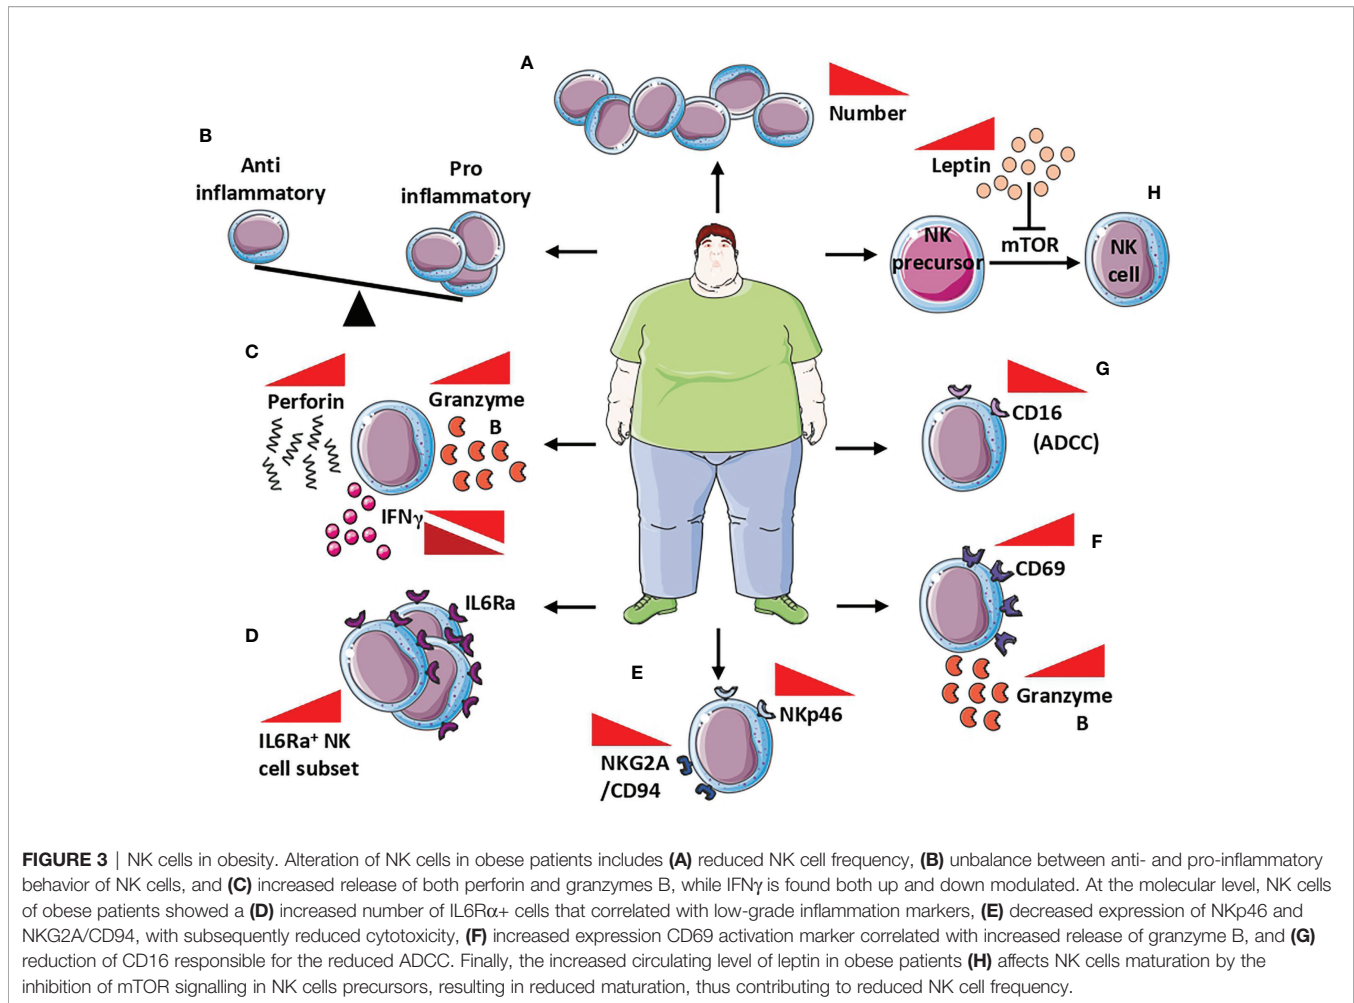 A
Number
B
Anti
inflammatory
Pro
inflammatory
Leptin
H
NK
precursor
mTOR
NK
cell
C
Perforin
Granzyme
B
IFNγ
G
CD16
(ADCC)
F
CD69
Granzyme
B
D
IL6Ra
IL6Ra⁺ NK
cell subset
E
NKp46
NKG2A
/CD94
FIGURE 3 | NK cells in obesity. Alteration of NK cells in obese patients includes (A) reduced NK cell frequency, (B) unbalance between anti- and pro-inflammatory
behavior of NK cells, and (C) increased release of both perforin and granzymes B, while IFNγ is found both up and down modulated. At the molecular level, NK cells
of obese patients showed a (D) increased number of IL6Rα+ cells that correlated with low-grade inflammation markers, (E) decreased expression of NKp46 and
NKG2A/CD94, with subsequently reduced cytotoxicity, (F) increased expression CD69 activation marker correlated with increased release of granzyme B, and (G)
reduction of CD16 responsible for the reduced ADCC. Finally, the increased circulating level of leptin in obese patients (H) affects NK cells maturation by the
inhibition of mTOR signalling in NK cells precursors, resulting in reduced maturation, thus contributing to reduced NK cell frequency.